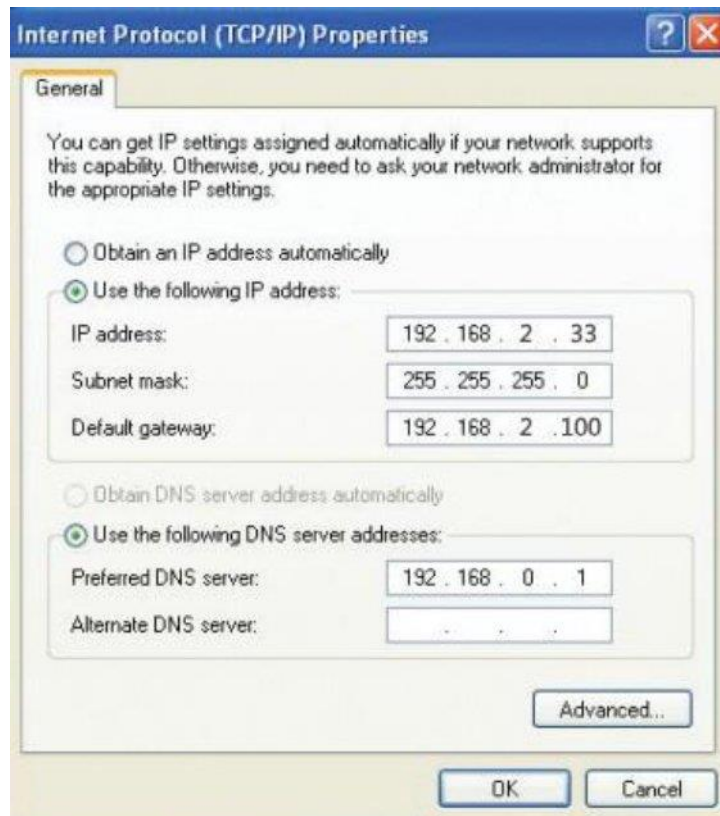 Internet Protocol (TCP/IP) Properties
General
You can get IP settings assigned automatically if your network supports
this capability. Otherwise, you need to ask your network administrator for
the appropriate IP settings.
Obtain an IP address automatically
Use the following IP address:
IP address: 192 . 168 . 2 . 33
Subnet mask: 255 . 255 . 255 . 0
Default gateway: 192 . 168 . 2 .100
Obtain DNS server address automatically
Use the following DNS server addresses:
Preferred DNS server: 192 . 168 . 0 . 1
Alternate DNS server: . . .
Advanced...
OK Cancel